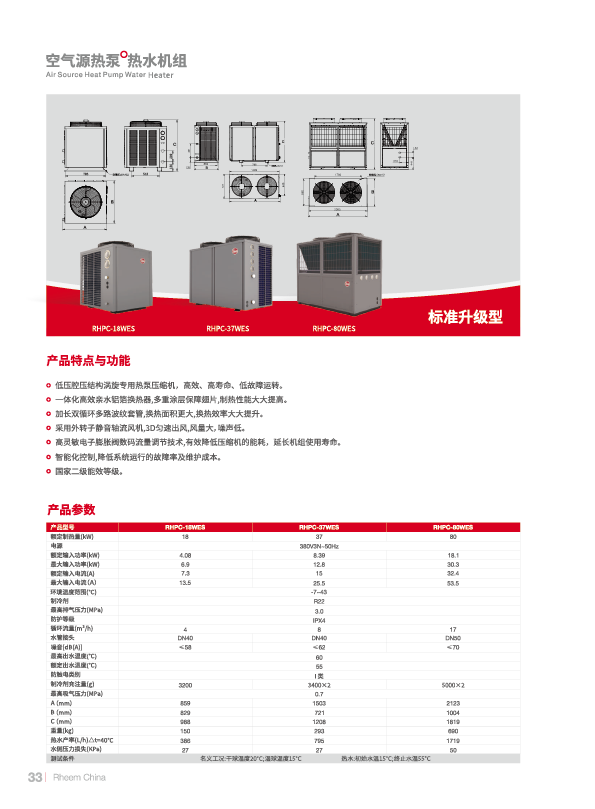 空气源热泵°热水机组
Air Source Heat Pump Water Heater
RHPC-18WES
RHPC-37WES
RHPC-80WES
标准升级型
产品特点与功能
低压腔压结构涡旋专用热泵压缩机，高效、高寿命、低故障运转。
一体化高效亲水铝箔换热器,多重涂层保障翅片,制热性能大大提高。
加长双循环多路波纹套管,换热面积更大,换热效率大大提升。
采用外转子静音轴流风机,3D匀速出风,风量大,噪声低。
高灵敏电子膨胀阀数码流量调节技术,有效降低压缩机的能耗，延长机组使用寿命。
智能化控制,降低系统运行的故障率及维护成本。
国家二级能效等级。
产品参数
产品型号 RHPC-18WES RHPC-37WES RHPC-80WES
额定制热量(kW) 18 37 80
电源 380V3N~50Hz
额定输入功率(kW) 4.08 8.39 18.1
最大输入功率(kW) 6.9 12.8 30.3
额定输入电流(A) 7.3 15 32.4
最大输入电流(A) 13.5 25.5 53.5
环境温度范围(℃) -7~43
制冷剂 R22
最高排气压力(MPa) 3.0
防护等级 IPX4
循环流量(m³/h) 4 8 17
水管接头 DN40 DN40 DN50
噪音[dB(A)] ≤58 ≤62 ≤70
最高出水温度(℃) 60
额定出水温度(℃) 55
防触电类别 I 类
制冷剂充注量(g) 3200 3400×2 5000×2
最高吸气压力(MPa) 0.7
A (mm) 859 1503 2123
B (mm) 829 721 1004
C (mm) 988 1208 1819
重量(kg) 150 293 690
热水产率(L/h)△t=40℃ 386 795 1719
水侧压力损失(KPa) 27 27 50
测试条件 名义工况:干球温度20℃;湿球温度15℃ 热水:初始水温15℃;终止水温55℃
33 | Rheem China